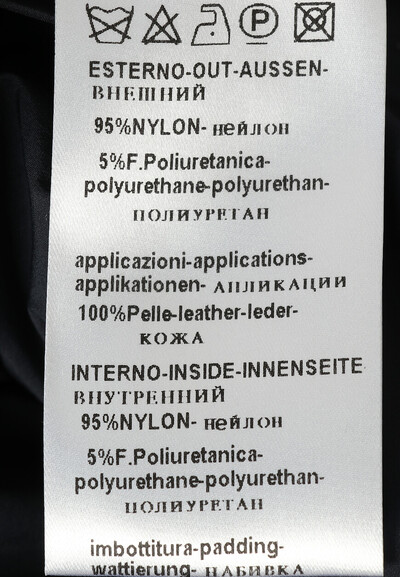 P
ESTERNO-OUT-AUSSEN-
ВНЕШНИЙ
95%NYLON- нейлон
5%F.Poliuretanica-
polyurethane-polyurethan-
ПОЛИУРЕТАН
applicazioni-applications-
applikationen- АПЛИКАЦИИ
100%Pelle-leather-leder-
КОЖА
INTERNO-INSIDE-INNENSEITE
ВНУТРЕННИЙ
95%NYLON- нейлон
5%F.Poliuretanica-
polyurethane-polyurethan-
ПОЛИУРЕТАН
imbottitura-padding-
wattierung- НАБИВКА